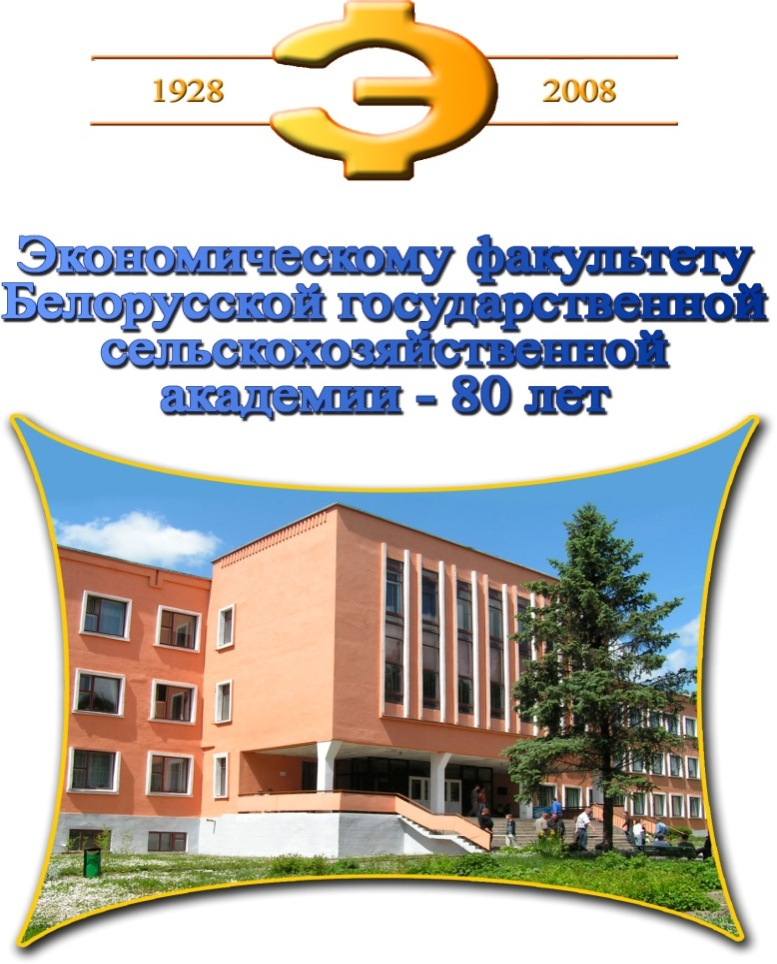 1928 Э 2008
Экономическому факультету
Белорусской государственной
сельскохозяйственной
академии - 80 лет